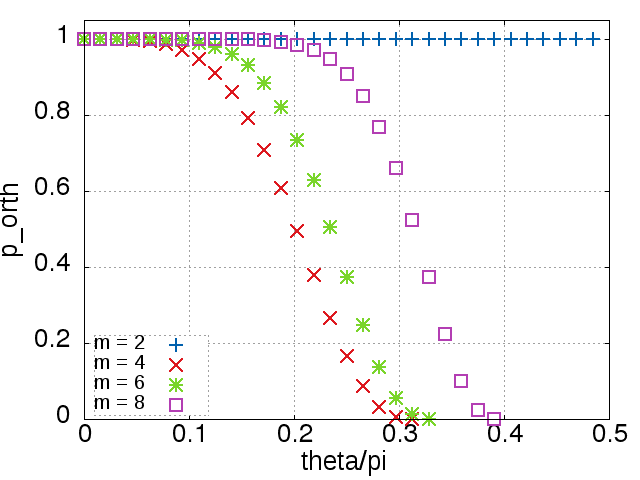 1
0.8
0.6
0.4
0.2
0
p_orth
m = 2
m = 4
m = 6
m = 8
0 0.1 0.2 0.3 0.4 0.5
theta/pi